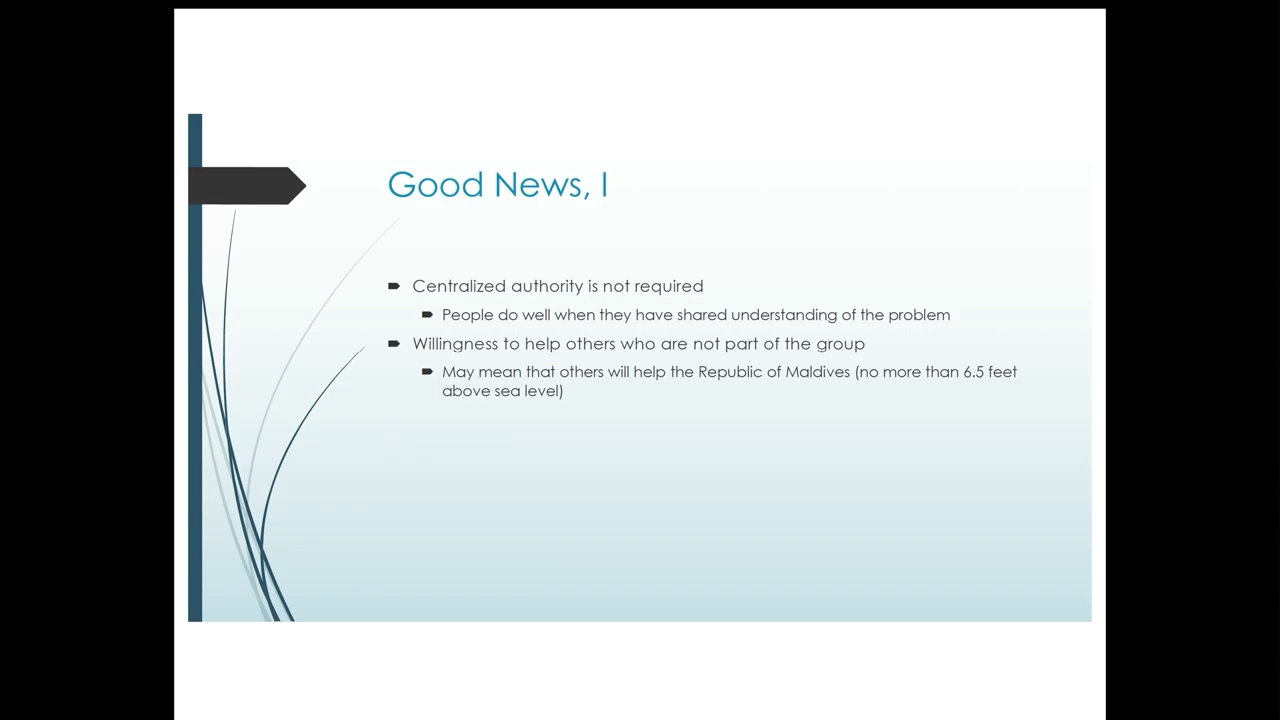 Good News, I
Centralized authority is not required
People do well when they have shared understanding of the problem
Willingness to help others who are not part of the group
May mean that others will help the Republic of Maldives (no more than 6.5 feet
above sea level)